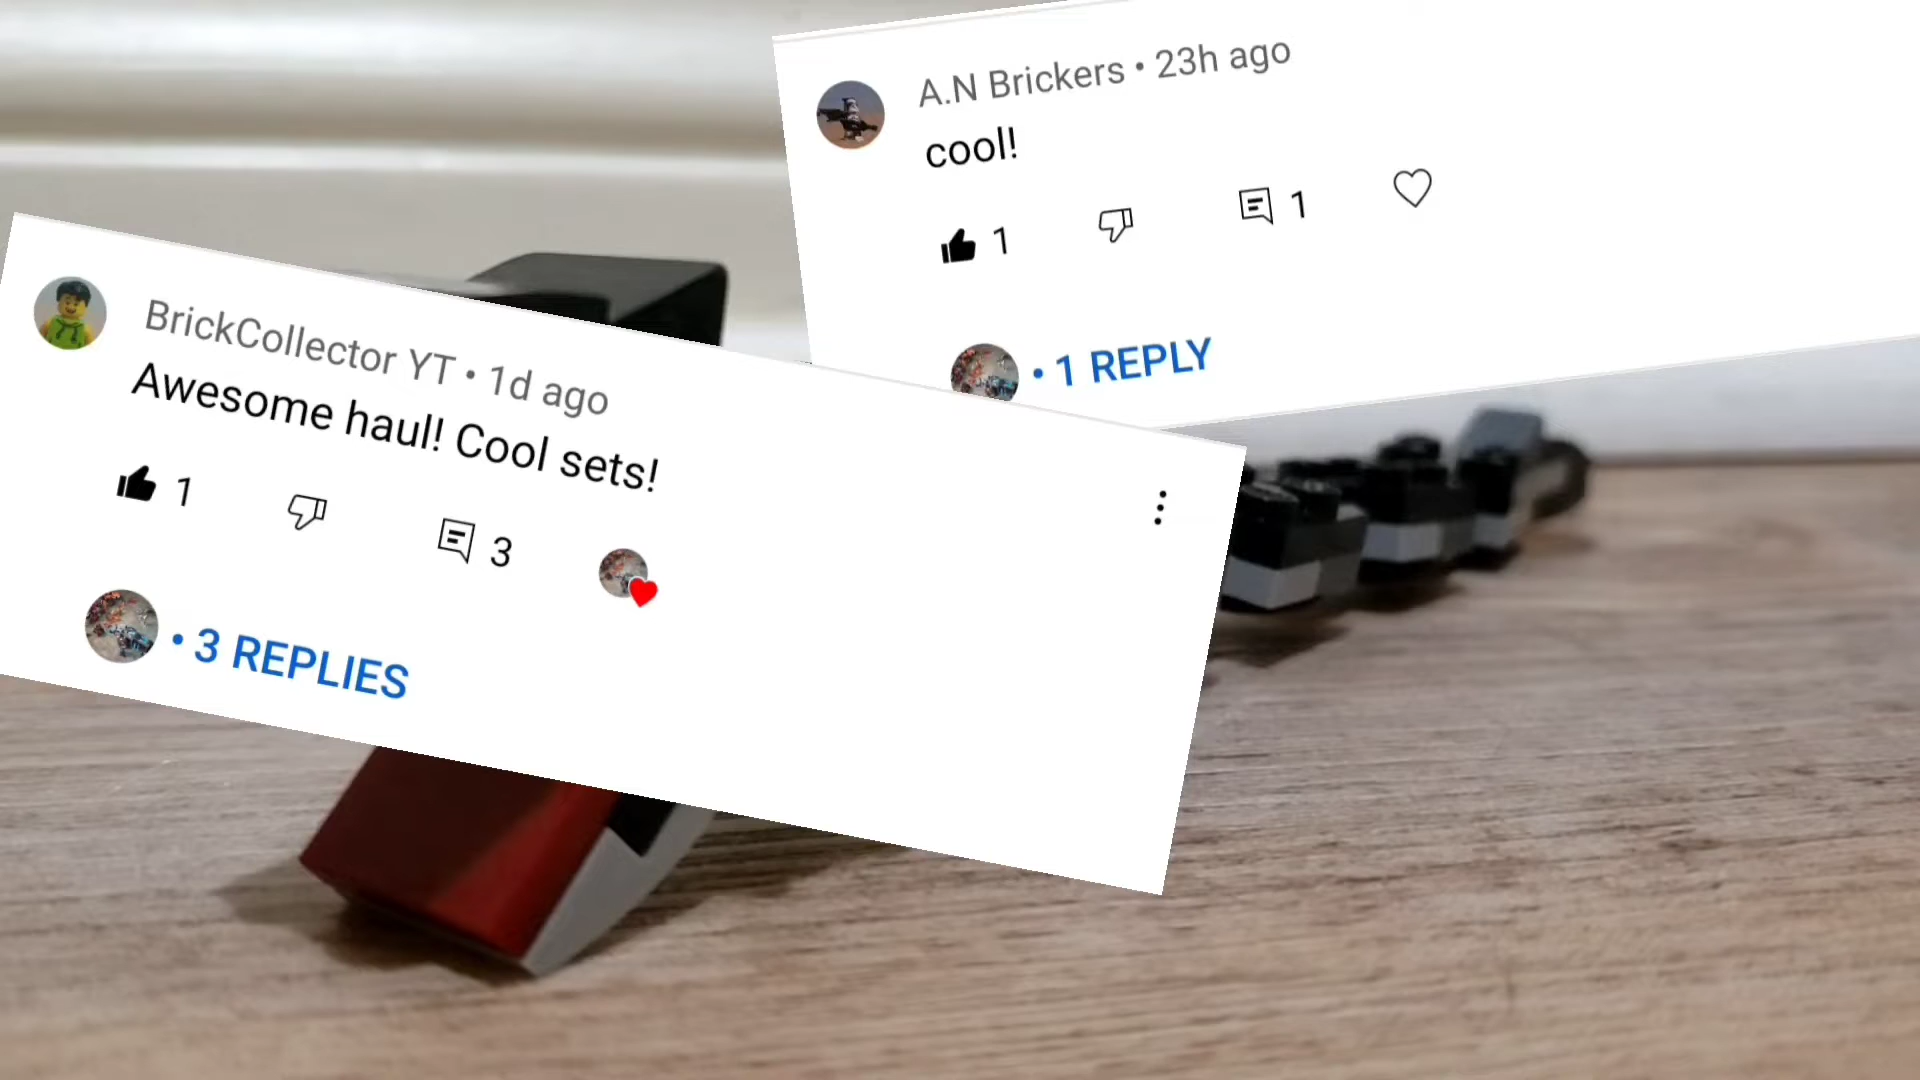 A.N Brickers • 23h ago
cool!
1
1
• 1 REPLY
BrickCollector YT • 1d ago
Awesome haul! Cool sets!
1
3
• 3 REPLIES